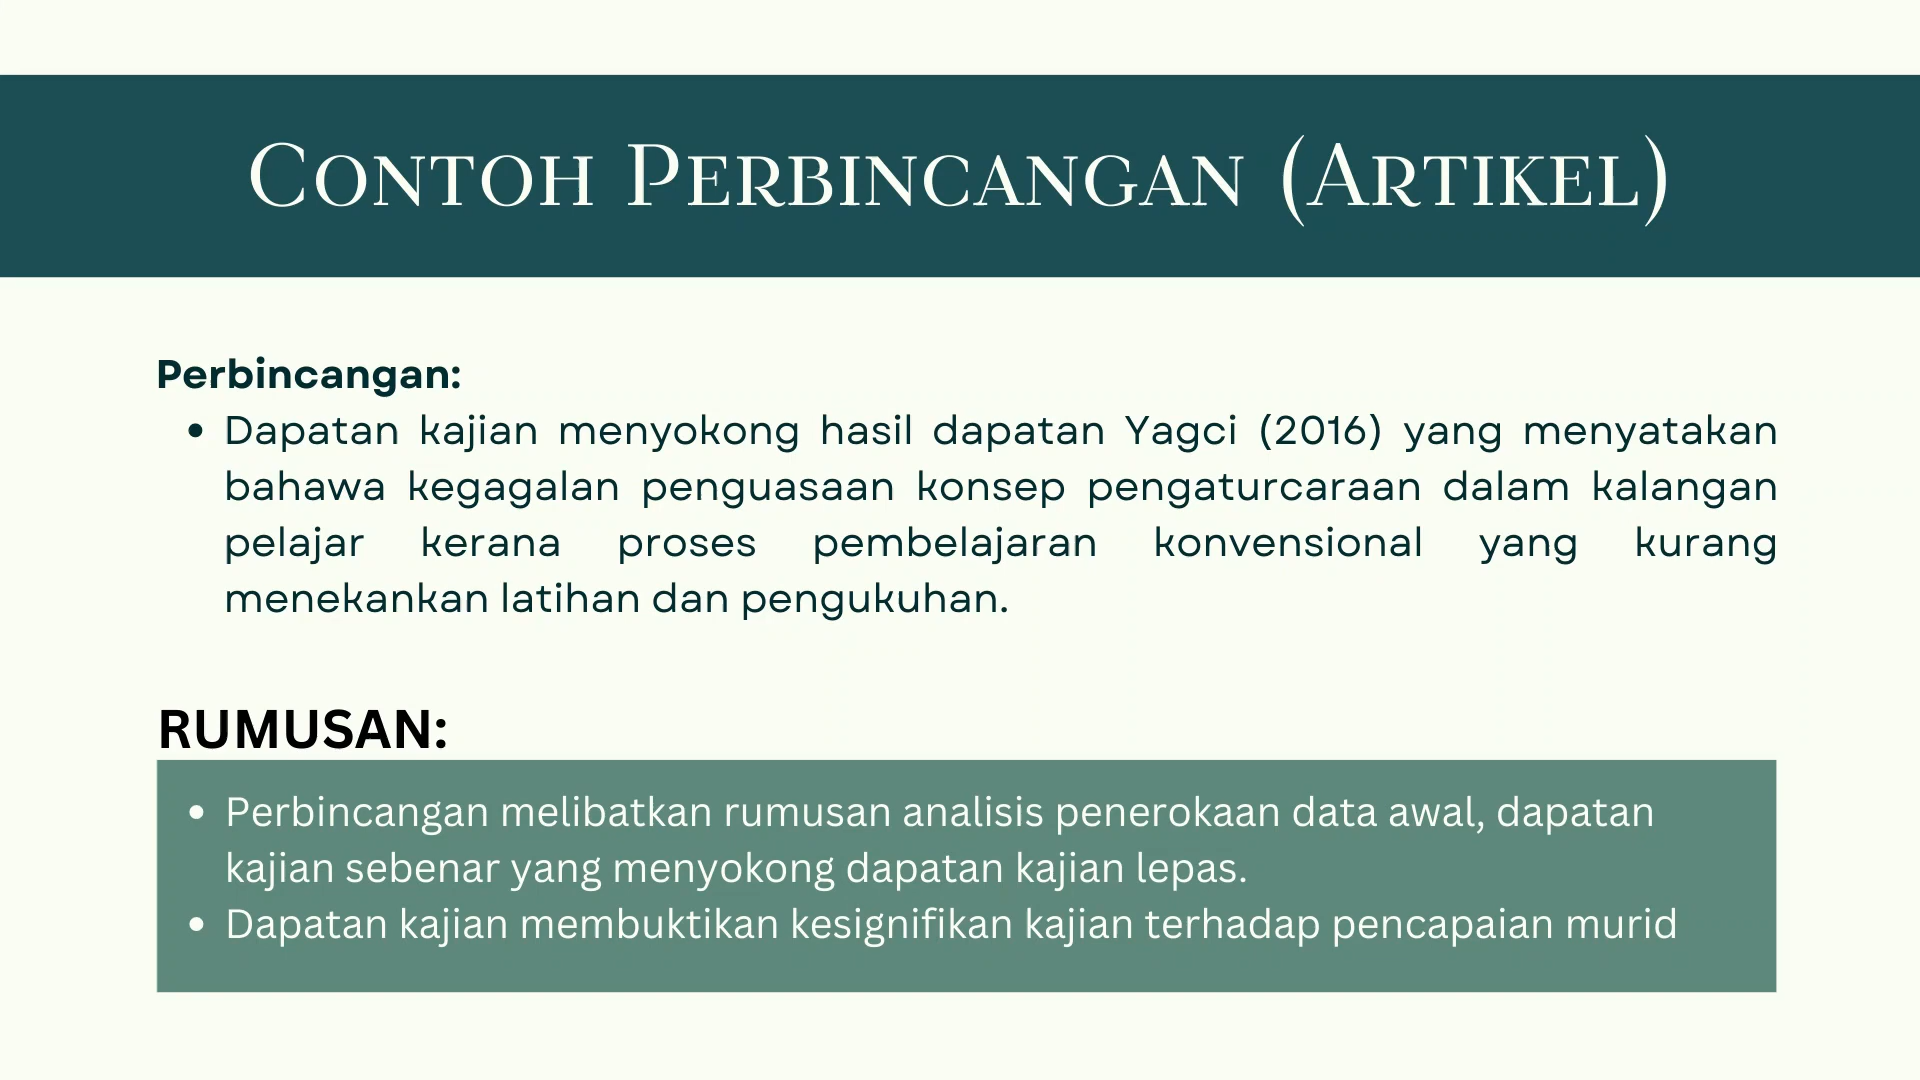 Contoh Perbincangan (Artikel)
Perbincangan:
• Dapatan kajian menyokong hasil dapatan Yagci (2016) yang menyatakan
bahawa kegagalan penguasaan konsep pengaturcaraan dalam kalangan
pelajar kerana proses pembelajaran konvensional yang kurang
menekankan latihan dan pengukuhan.
RUMUSAN:
• Perbincangan melibatkan rumusan analisis penerokaan data awal, dapatan
kajian sebenar yang menyokong dapatan kajian lepas.
• Dapatan kajian membuktikan kesignifikan kajian terhadap pencapaian murid